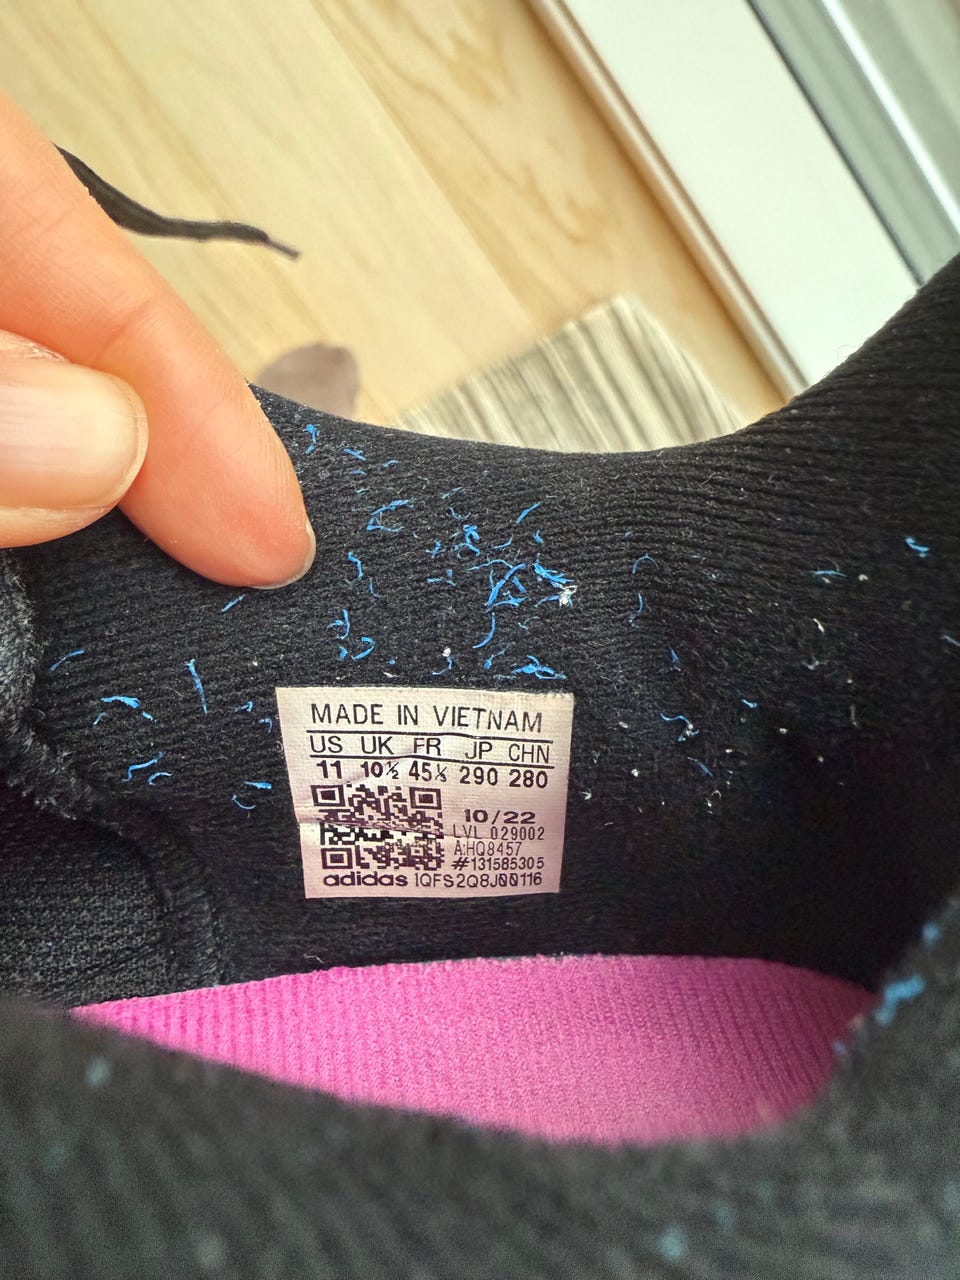 MADE IN VIETNAM
US UK FR JP CHN
11 10½ 45⅓ 290 280
10/22
LVL 029002
A:HQ8457
#131585305
adidas 1QFS2Q8J00116